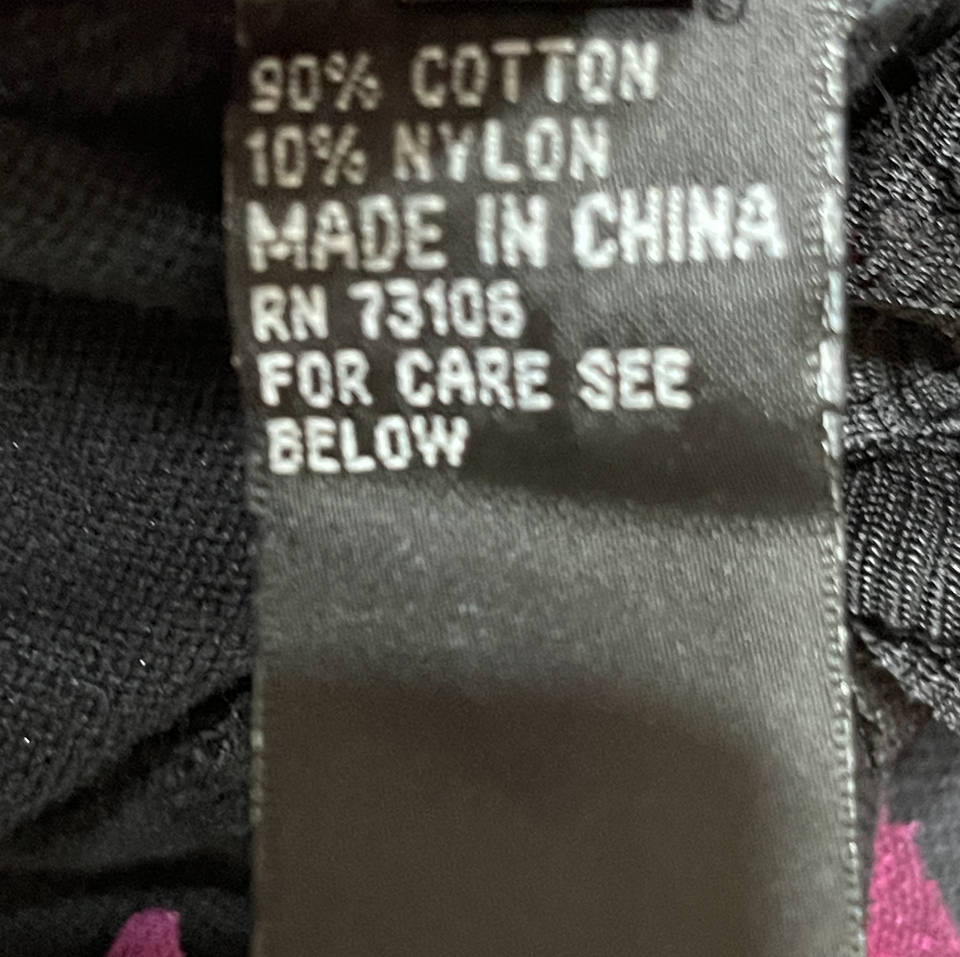 90% COTTON
10% NYLON
MADE IN CHINA
RN 73106
FOR CARE SEE
BELOW